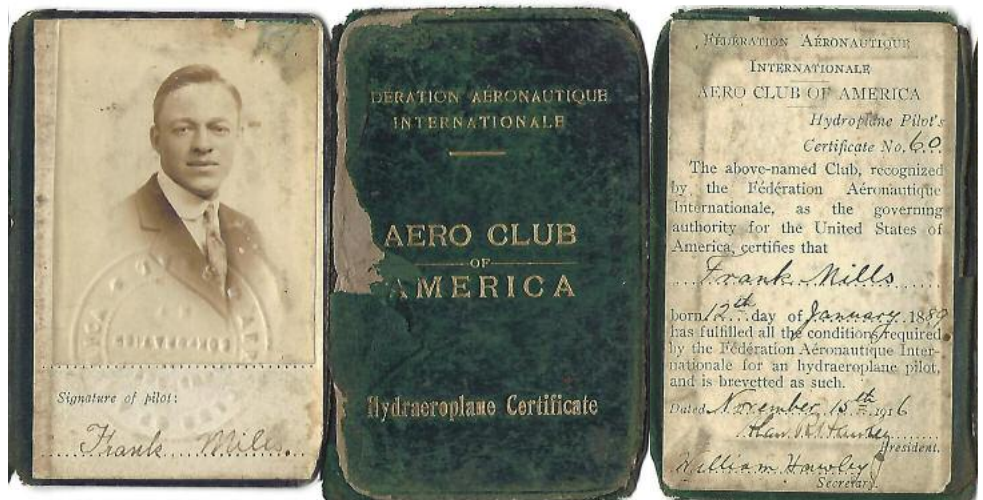 Signature of pilot:
Frank Mills.
DERATION AERONAUTIQUE
INTERNATIONALE
AERO CLUB
OF
AMERICA
Hydraeroplane Certificate
FÉDÉRATION AÉRONAUTIQUE
INTERNATIONALE
AERO CLUB OF AMERICA
Hydroplane Pilot's
Certificate No. 60.
The above-named Club, recognized
by the Fédération Aéronautique
Internationale, as the governing
authority for the United States of
America, certifies that
Frank Mills
born 12th day of January 1889
has fulfilled all the conditions required
by the Fédération Aéronautique Inter-
nationale for an hydraeroplane pilot,
and is brevetted as such.
Dated November 15th 1916
President.
William Hawley
Secretary.